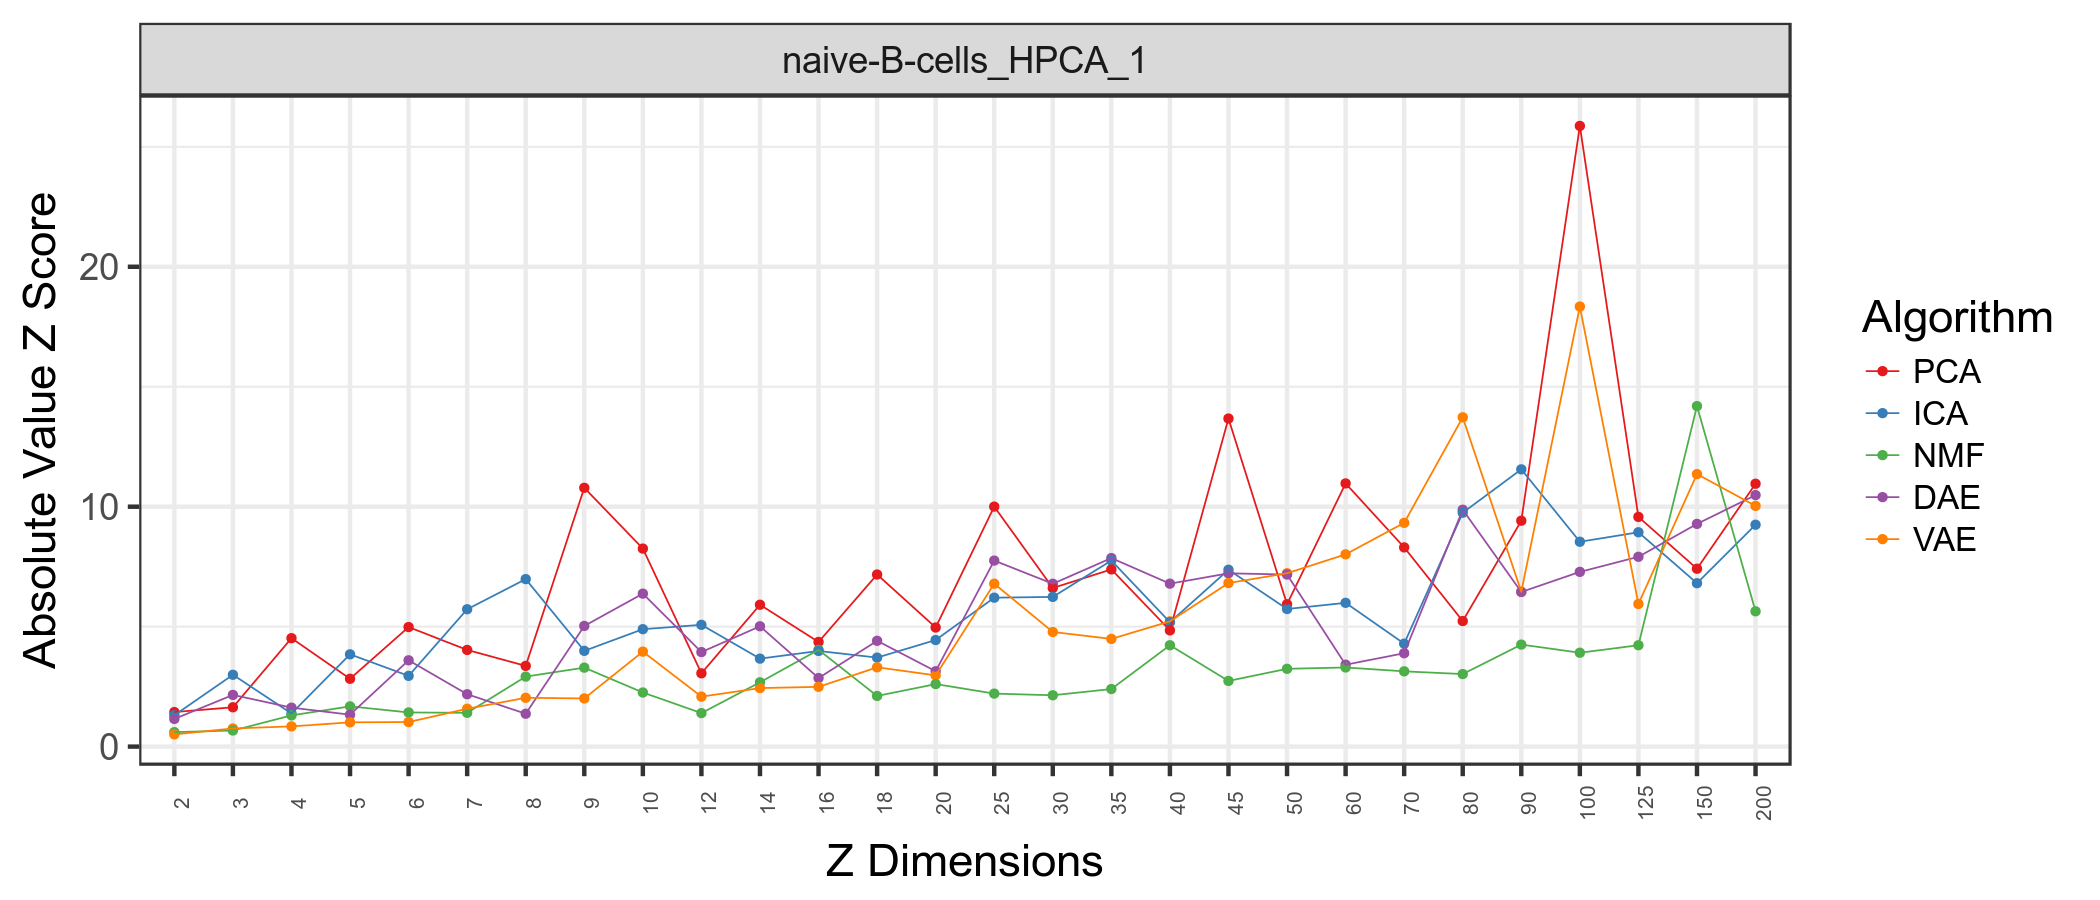 naive-B-cells_HPCA_1
Absolute Value Z Score
20
10
0
2 3 4 5 6 7 8 9 10 12 14 16 18 20 25 30 35 40 45 50 60 70 80 90 100 125 150 200
Z Dimensions
Algorithm
PCA
ICA
NMF
DAE
VAE